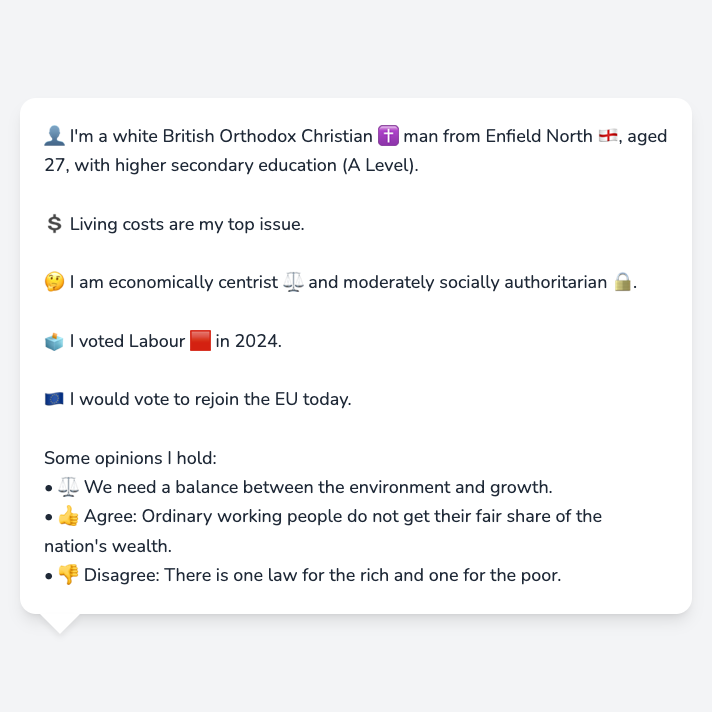 👤 I'm a white British Orthodox Christian ✝️ man from Enfield North 🏴󠁧󠁢󠁥󠁮󠁧󠁿, aged
27, with higher secondary education (A Level).
💲 Living costs are my top issue.
🤔 I am economically centrist ⚖️ and moderately socially authoritarian 🔒.
🗳️ I voted Labour 🟥 in 2024.
🇪🇺 I would vote to rejoin the EU today.
Some opinions I hold:
• ⚖️ We need a balance between the environment and growth.
• 👍 Agree: Ordinary working people do not get their fair share of the
nation's wealth.
• 👎 Disagree: There is one law for the rich and one for the poor.